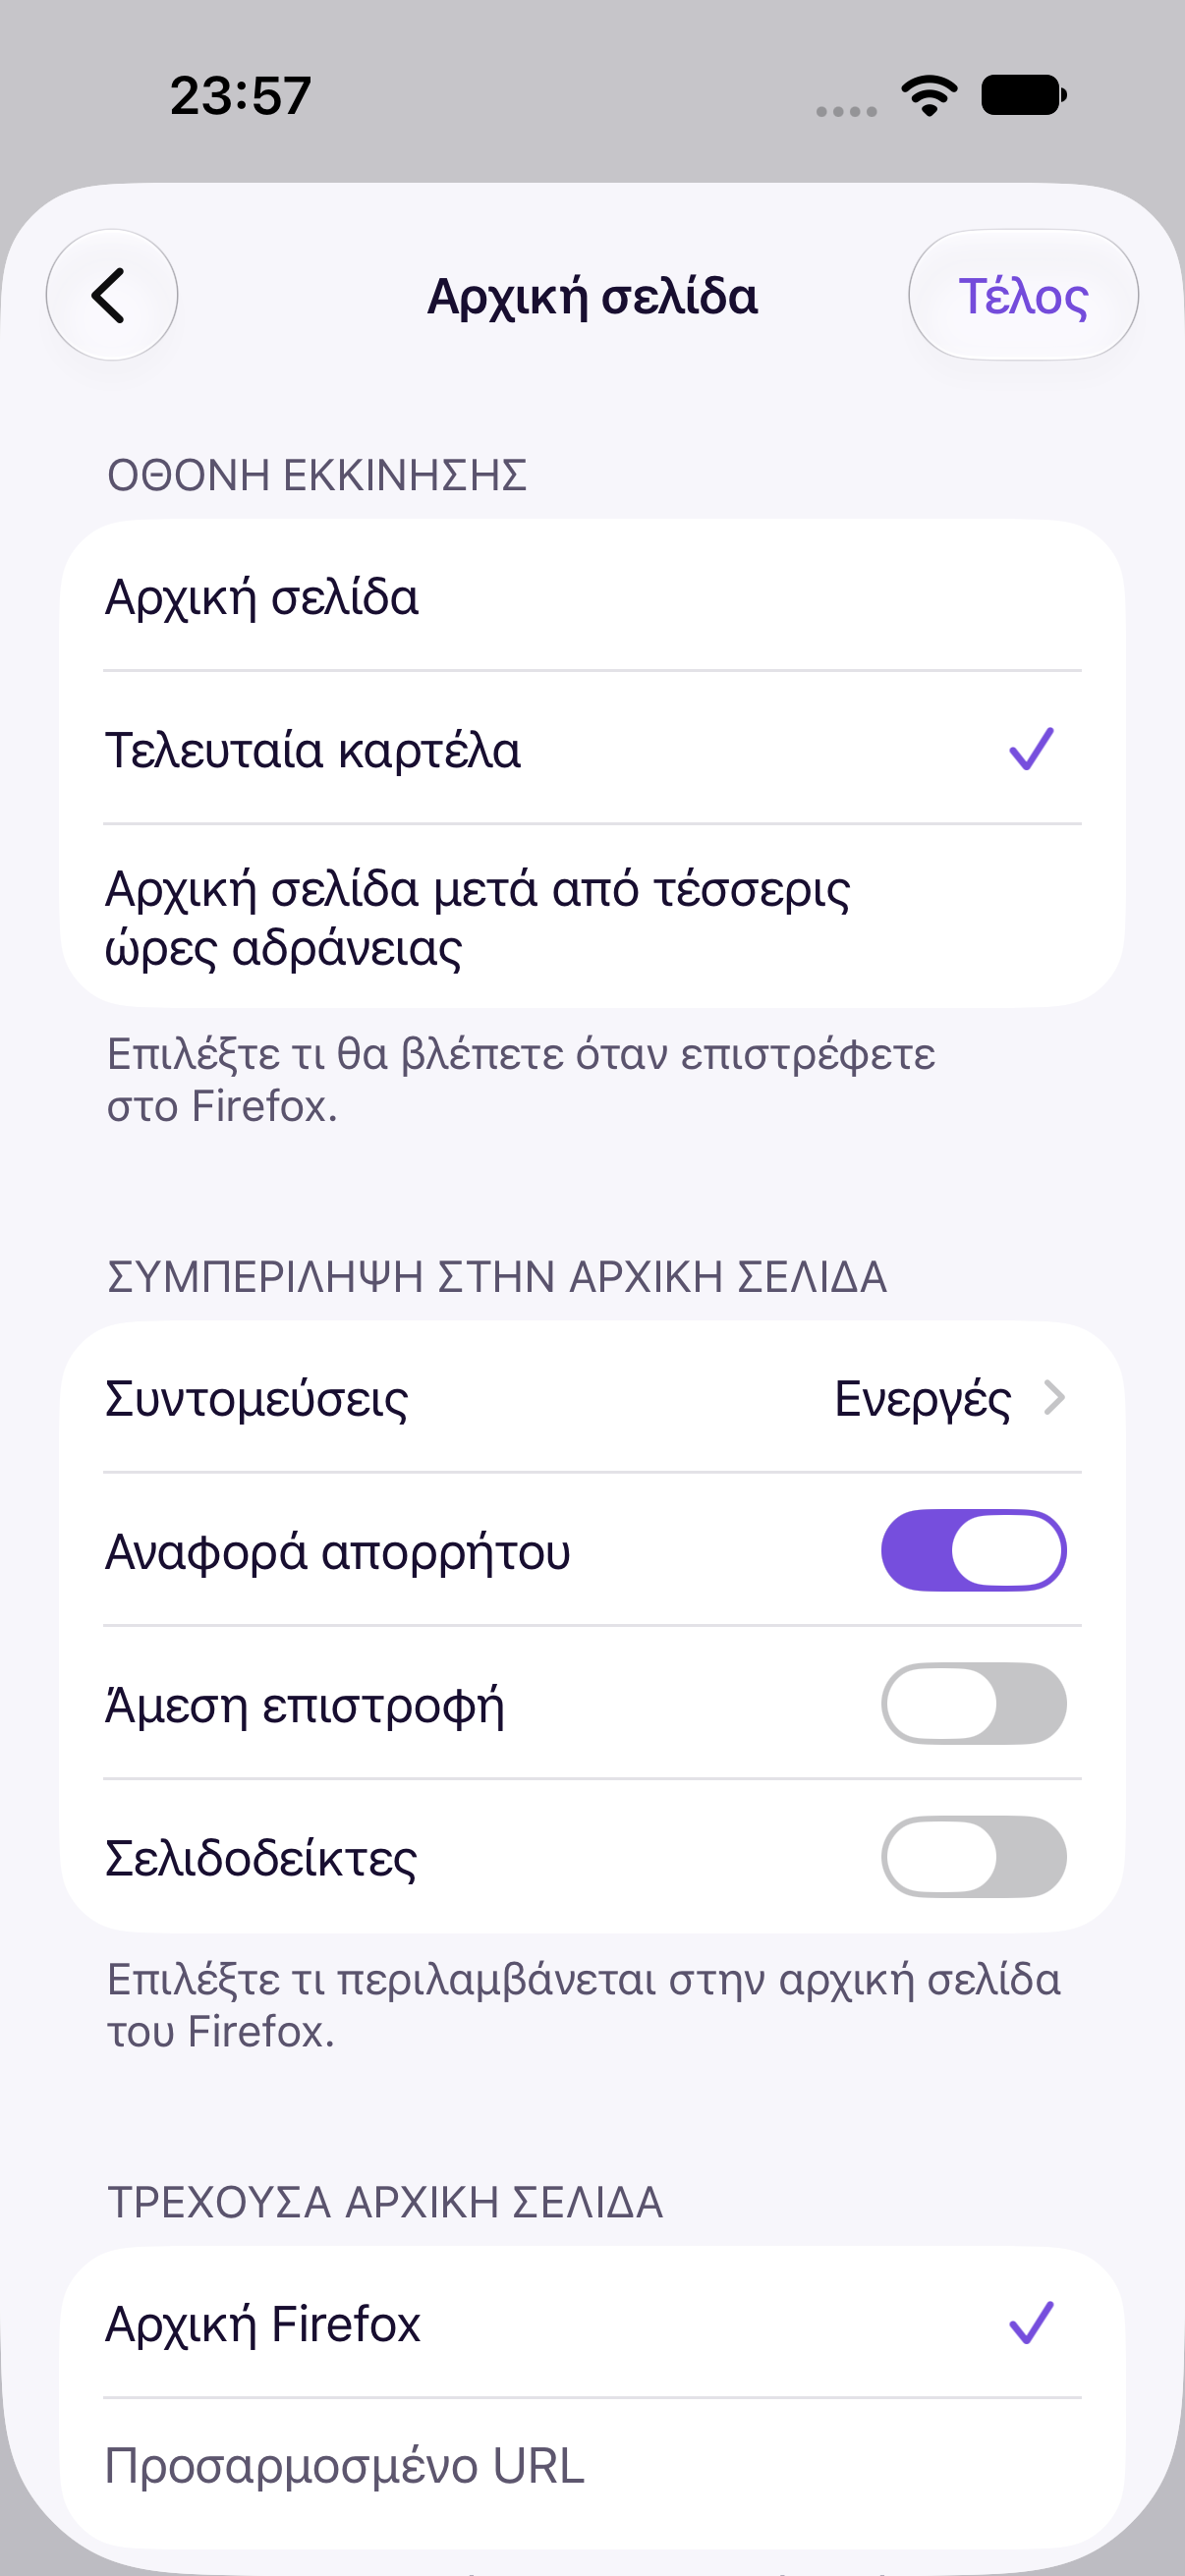 23:57
Αρχική σελίδα
Τέλος
ΟΘΟΝΗ ΕΚΚΙΝΗΣΗΣ
Αρχική σελίδα
Τελευταία καρτέλα
Αρχική σελίδα μετά από τέσσερις
ώρες αδράνειας
Επιλέξτε τι θα βλέπετε όταν επιστρέφετε
στο Firefox.
ΣΥΜΠΕΡΙΛΗΨΗ ΣΤΗΝ ΑΡΧΙΚΗ ΣΕΛΙΔΑ
Συντομεύσεις Ενεργές
Αναφορά απορρήτου
Άμεση επιστροφή
Σελιδοδείκτες
Επιλέξτε τι περιλαμβάνεται στην αρχική σελίδα
του Firefox.
ΤΡΕΧΟΥΣΑ ΑΡΧΙΚΗ ΣΕΛΙΔΑ
Αρχική Firefox
Προσαρμοσμένο URL